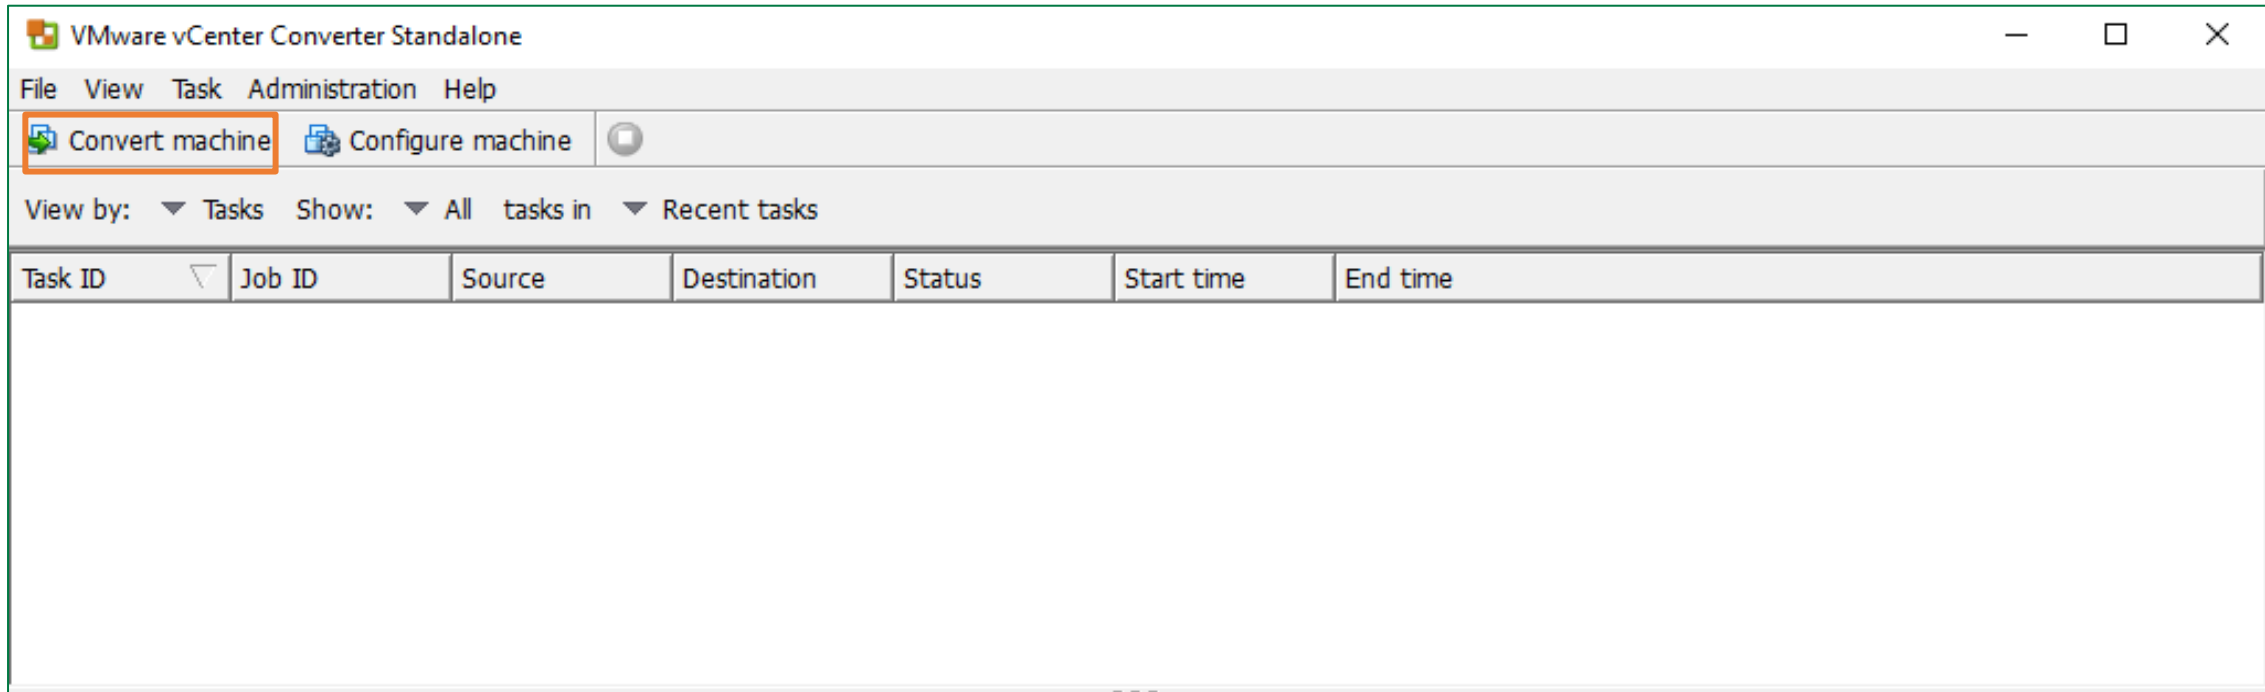 VMware vCenter Converter Standalone
File View Task Administration Help
Convert machine Configure machine
View by: Tasks Show: All tasks in Recent tasks
Task ID Job ID Source Destination Status Start time End time